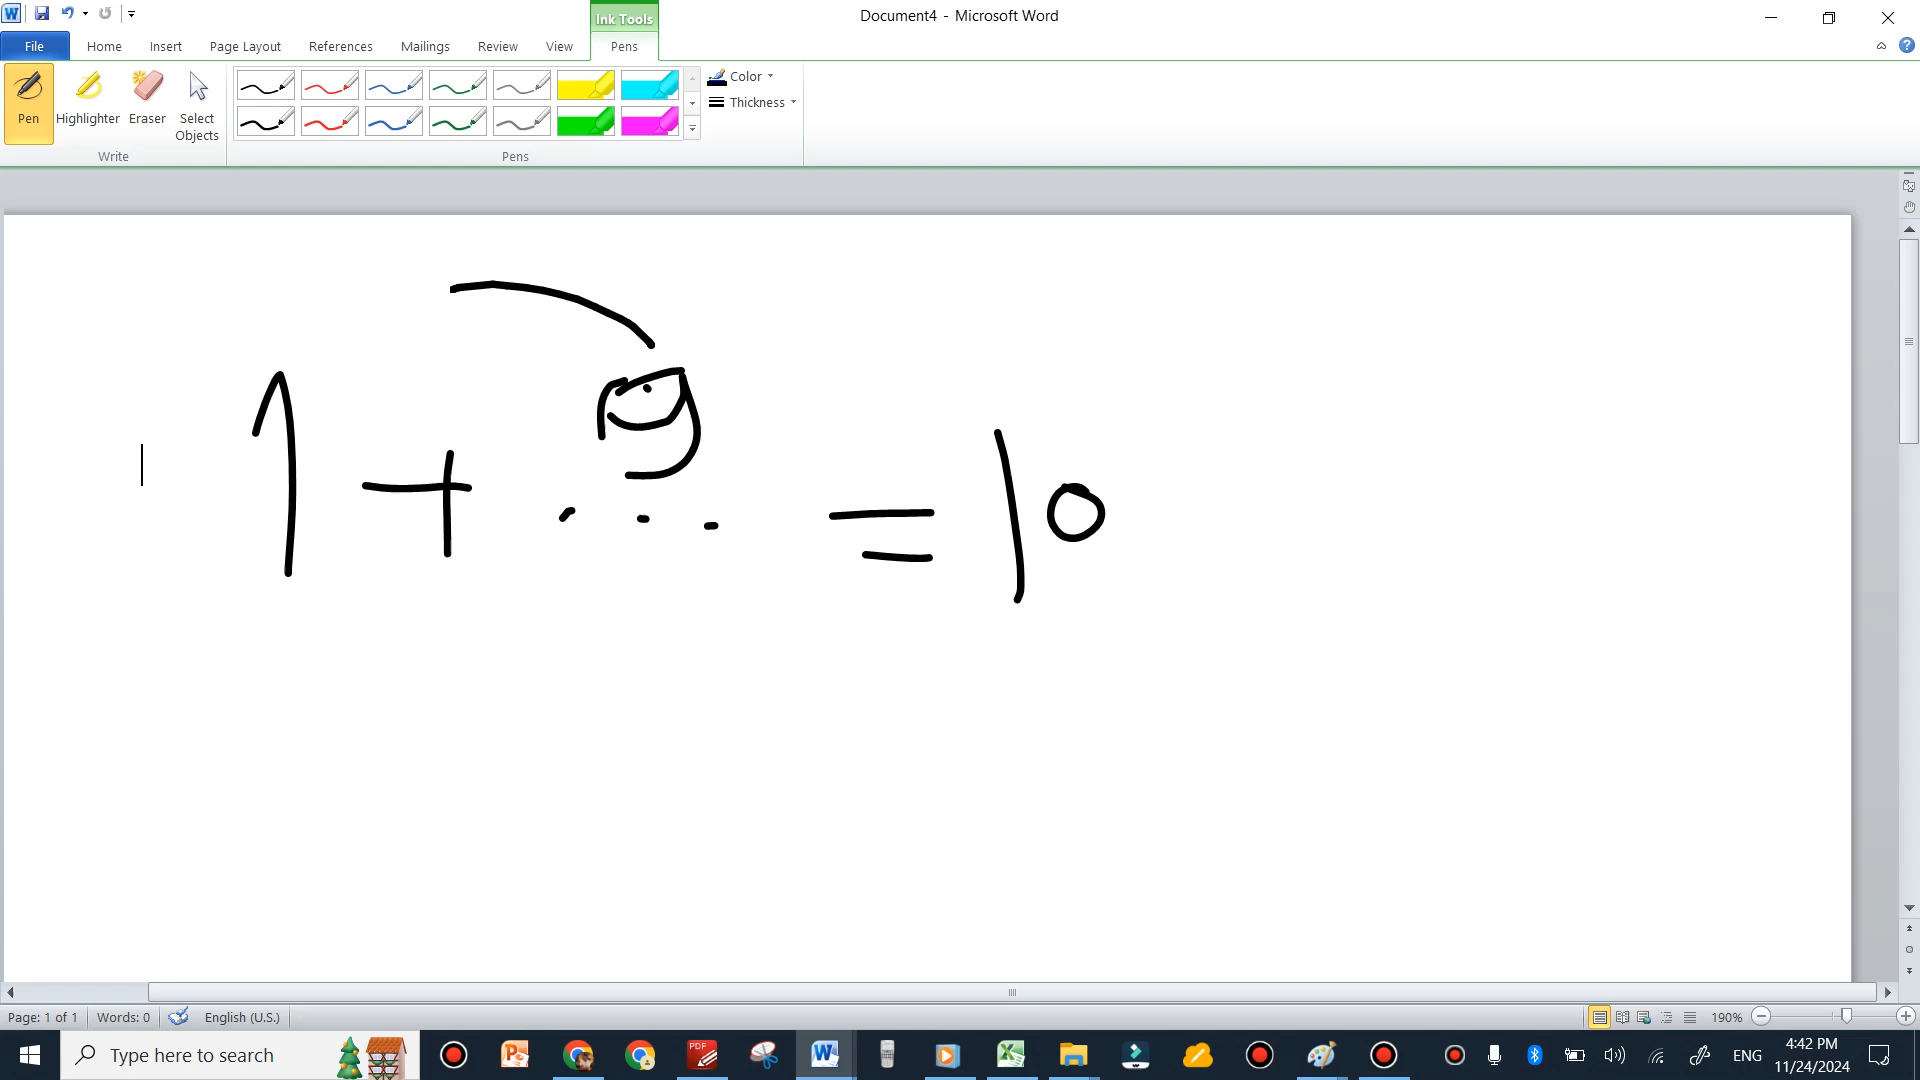 Document4 - Microsoft Word
Ink Tools
File Home Insert Page Layout References Mailings Review View Pens
Pen Highlighter Eraser Select Objects
Color
Thickness
Write Pens
9
1 + ... = 10
Page: 1 of 1 Words: 0 English (U.S.) 190%
Type here to search
PDF
ENG
4:42 PM
11/24/2024